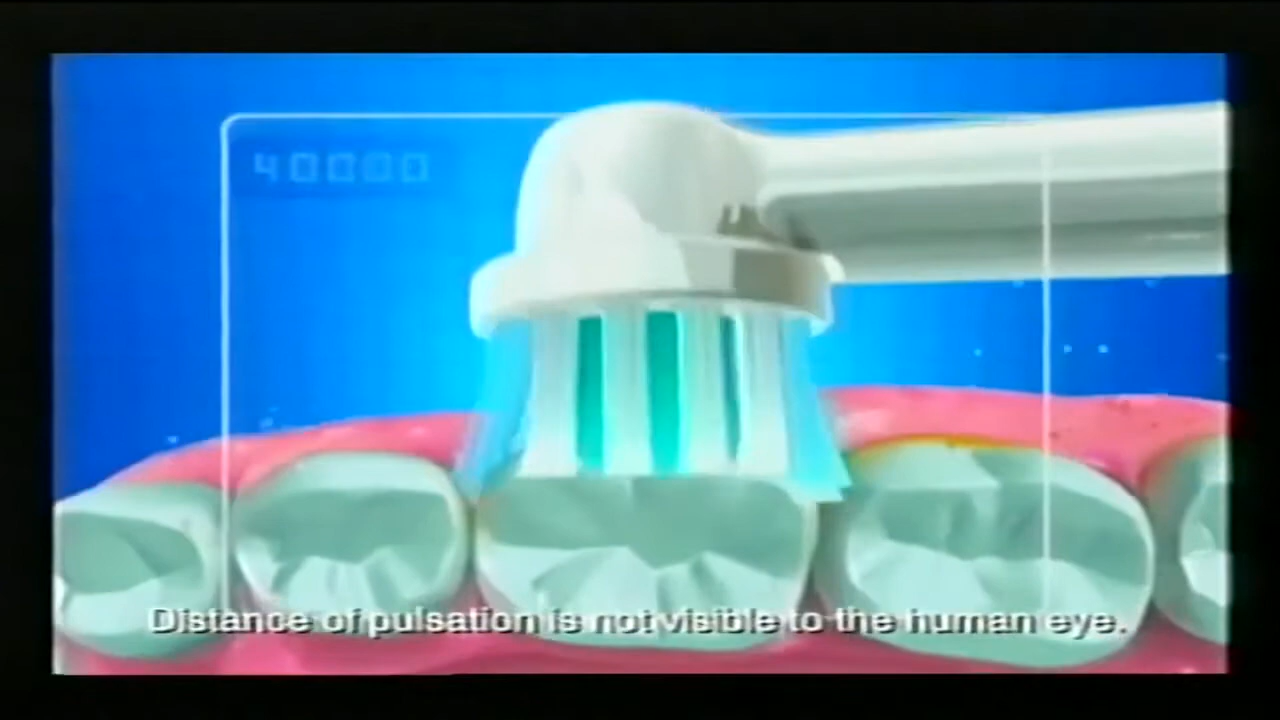 40000
Distance of pulsation is not visible to the human eye.